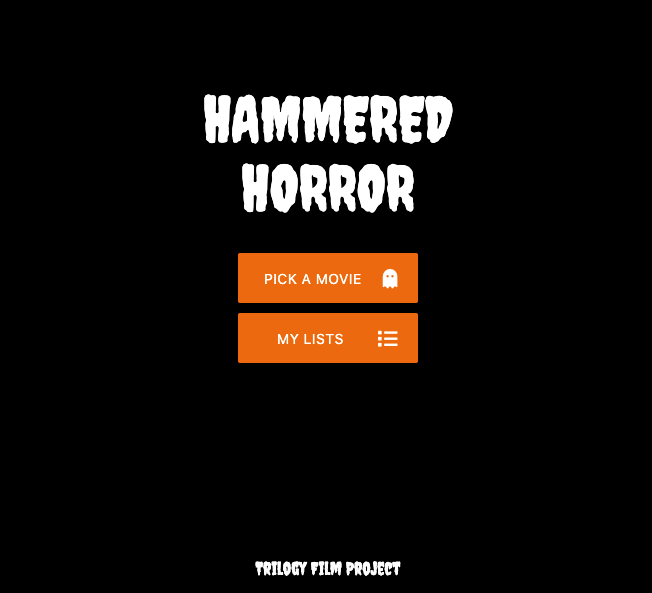 HAMMERED
HORROR
PICK A MOVIE
MY LISTS
TRILOGY FILM PROJECT